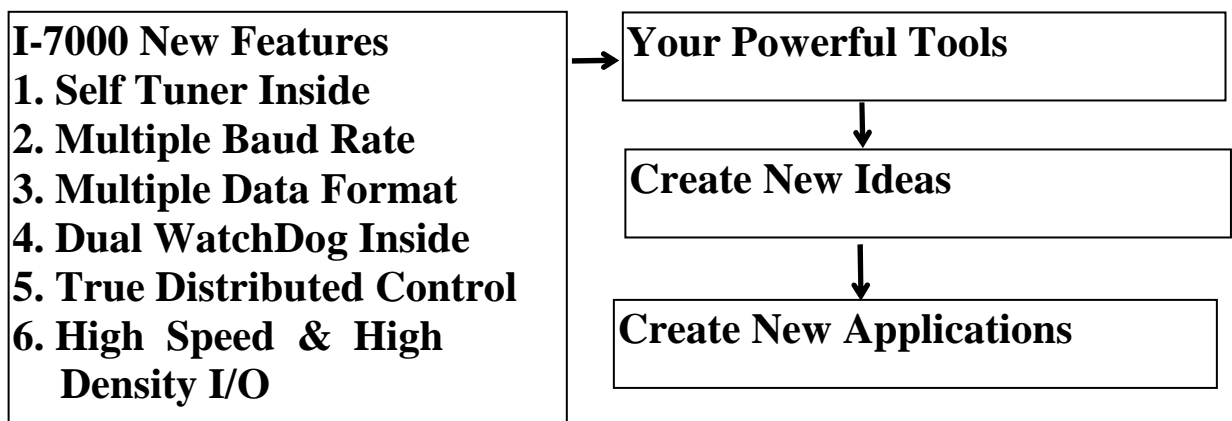 I-7000 New Features
1. Self Tuner Inside
2. Multiple Baud Rate
3. Multiple Data Format
4. Dual WatchDog Inside
5. True Distributed Control
6. High Speed & High
Density I/O
Your Powerful Tools
Create New Ideas
Create New Applications